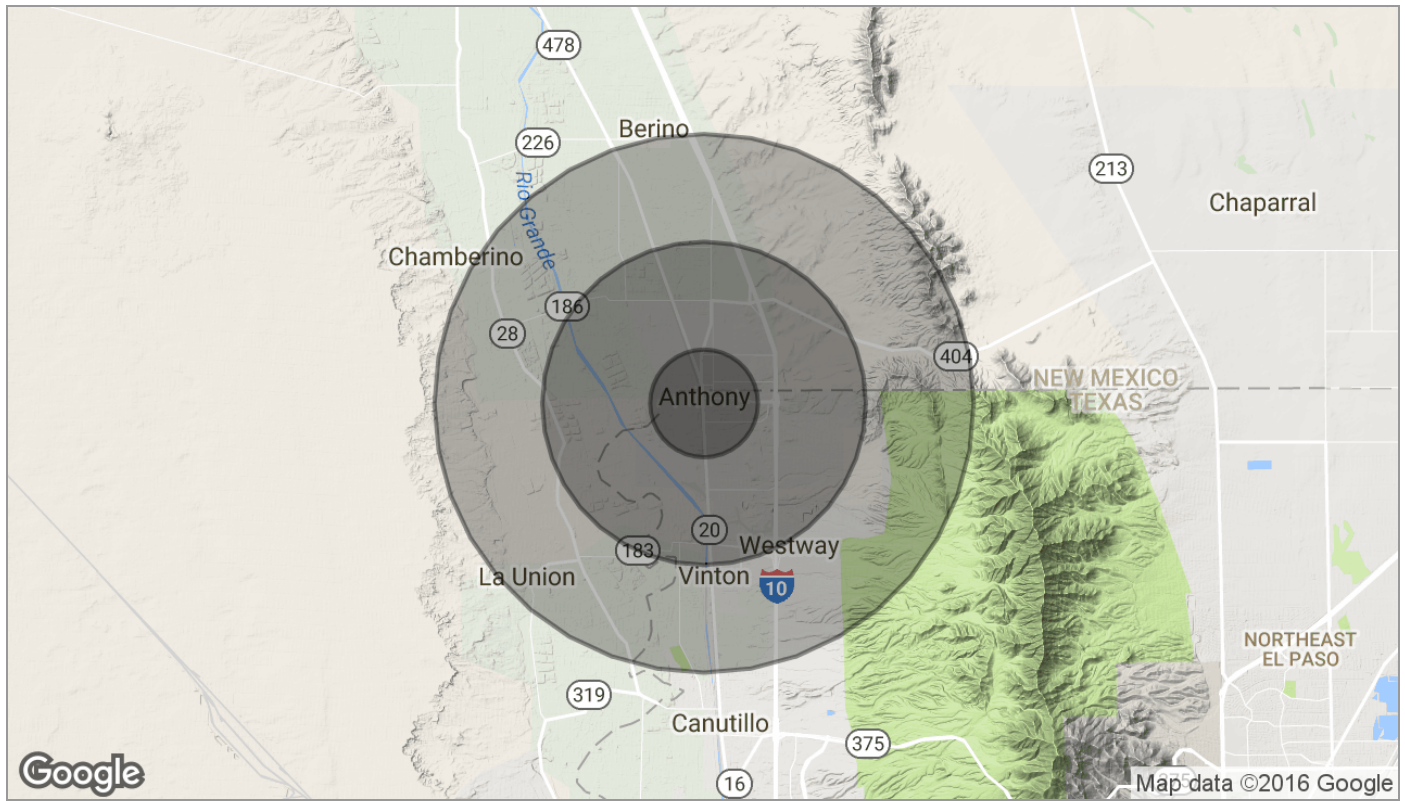 478
Berino
226
213
Rio Grande
Chaparral
Chamberino
186
28
404
NEW MEXICO
TEXAS
Anthony
20
183
Westway
La Union
Vinton
10
NORTHEAST
EL PASO
319
Canutillo
375
16
375
Google
Map data ©2016 Google